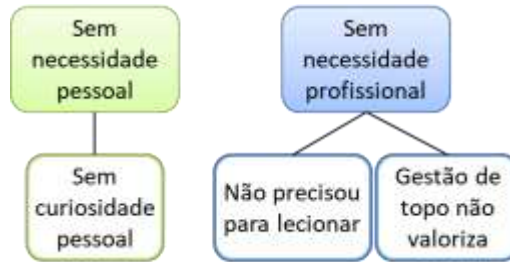 Sem
necessidade
pessoal
Sem
necessidade
profissional
Sem
curiosidade
pessoal
Não precisou
para lecionar
Gestão de
topo não
valoriza